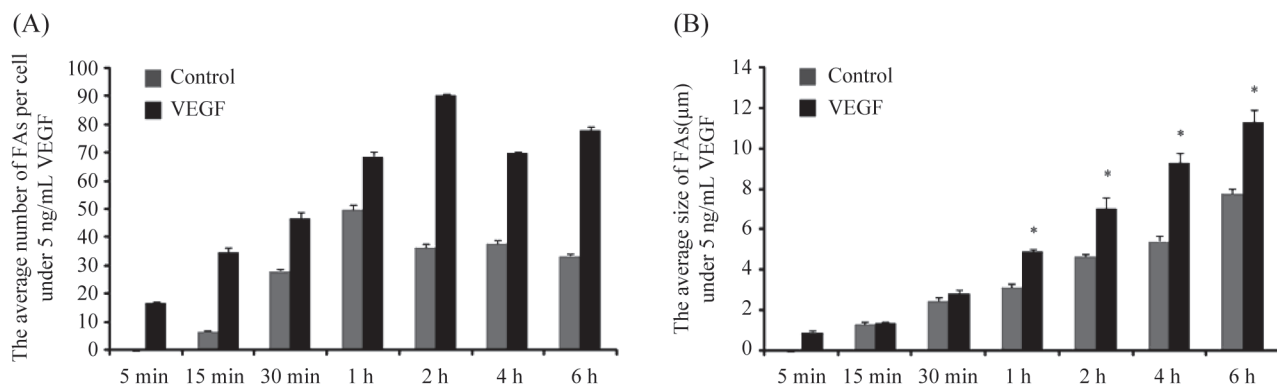 (A)
The average number of FAs per cell
under 5 ng/mL VEGF
100
90
80
70
60
50
40
30
20
10
0
Control
VEGF
5 min 15 min 30 min 1 h 2 h 4 h 6 h
(B)
The average size of FAs(μm)
under 5 ng/mL VEGF
14
12
10
8
6
4
2
0
Control
VEGF
*
*
*
*
5 min 15 min 30 min 1 h 2 h 4 h 6 h